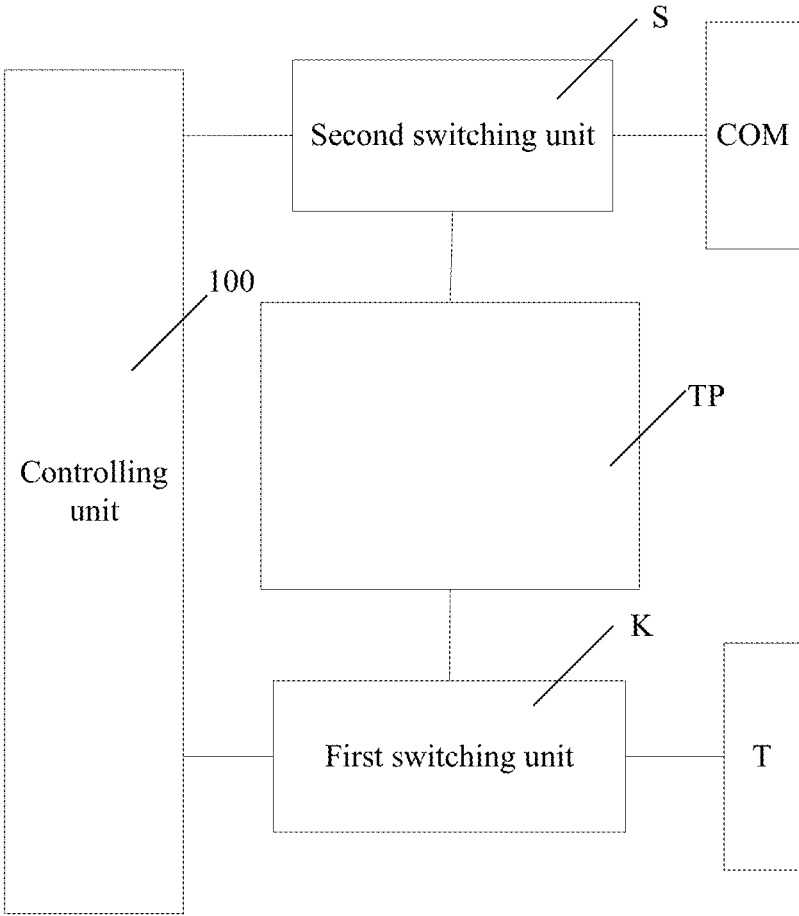 S
Second switching unit
COM
100
TP
Controlling
unit
K
First switching unit
T